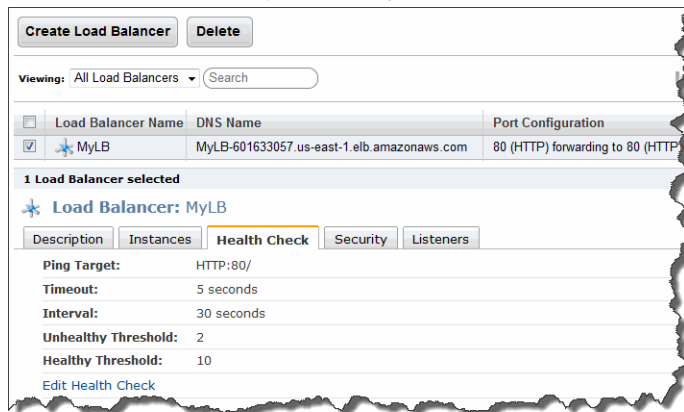 Create Load Balancer Delete
Viewing: All Load Balancers Search
Load Balancer Name DNS Name Port Configuration
MyLB MyLB-601633057.us-east-1.elb.amazonaws.com 80 (HTTP) forwarding to 80 (HTTP
1 Load Balancer selected
Load Balancer: MyLB
Description Instances Health Check Security Listeners
Ping Target: HTTP:80/
Timeout: 5 seconds
Interval: 30 seconds
Unhealthy Threshold: 2
Healthy Threshold: 10
Edit Health Check